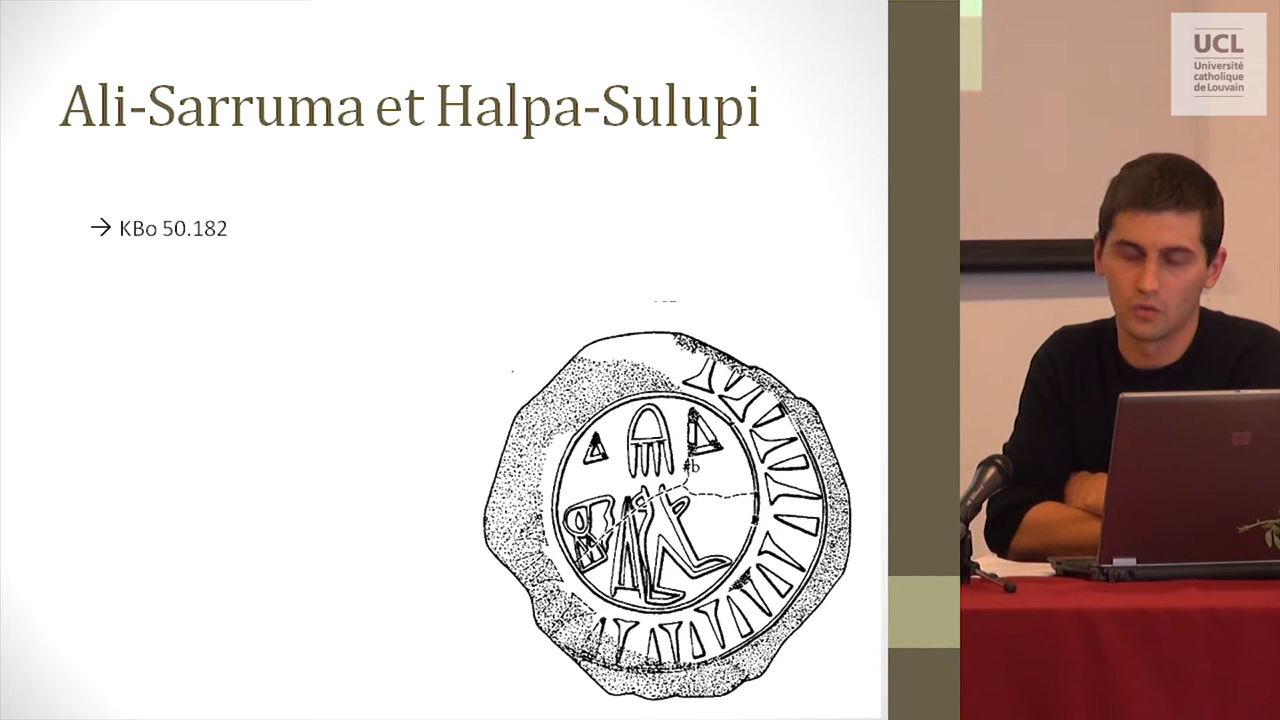 Ali-Sarruma et Halpa-Sulupi
→ KBo 50.182
#b
UCL
Université
catholique
de Louvain